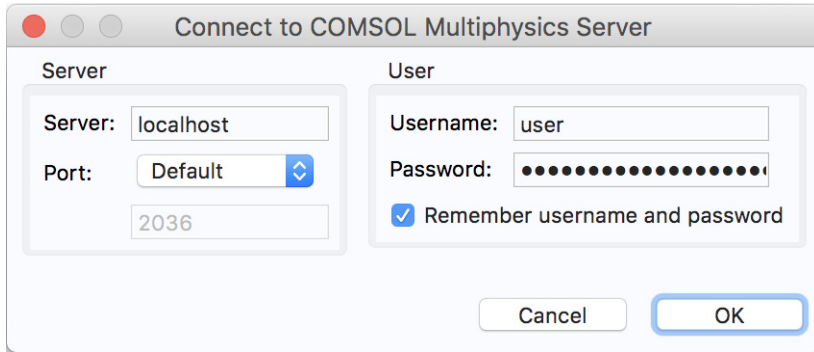 Connect to COMSOL Multiphysics Server
Server
Server: localhost
Port: Default
2036
User
Username: user
Password: ●●●●●●●●●●●●●●●●●●●
Remember username and password
Cancel
OK